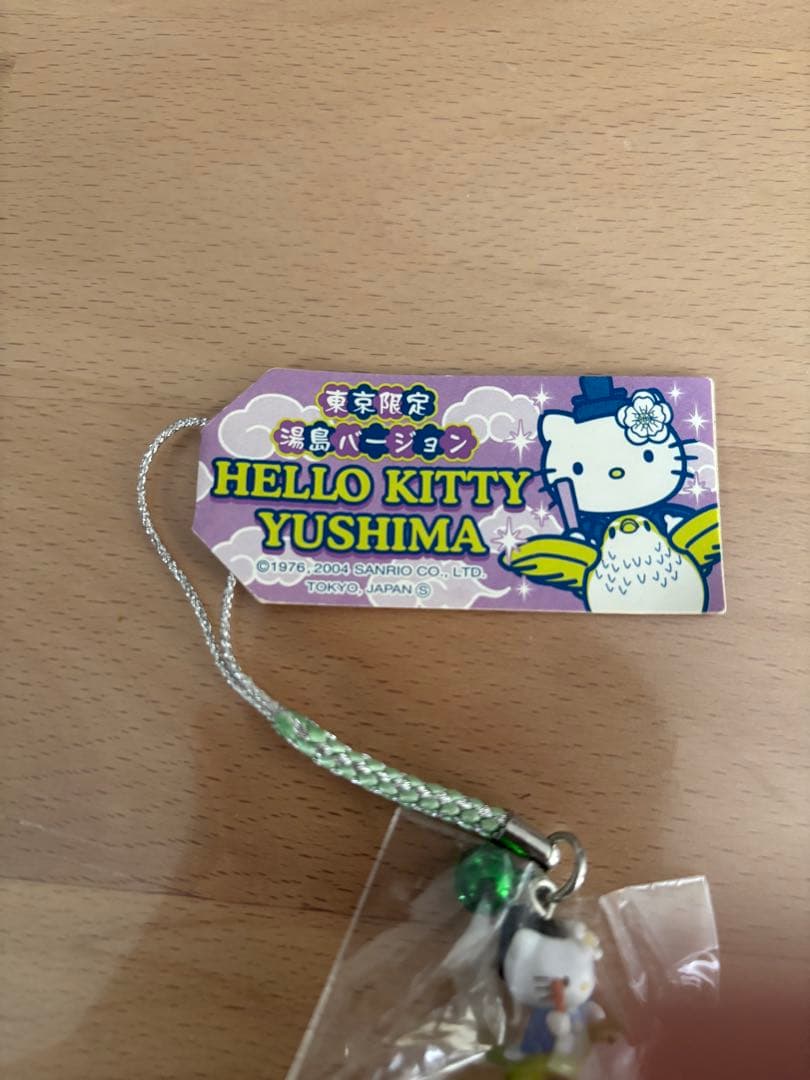 東京限定
湯島バージョン
HELLO KITTY
YUSHIMA
©1976, 2004 SANRIO CO., LTD.
TOKYO, JAPAN Ⓢ